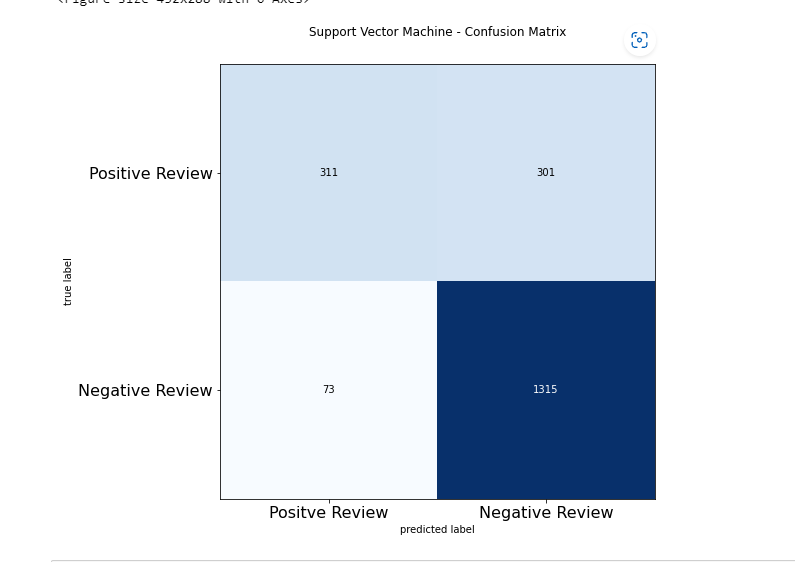 <Figure size 432x288 with 0 Axes>
Support Vector Machine - Confusion Matrix
311
301
Positive Review
true label
73
1315
Negative Review
Positve Review
Negative Review
predicted label